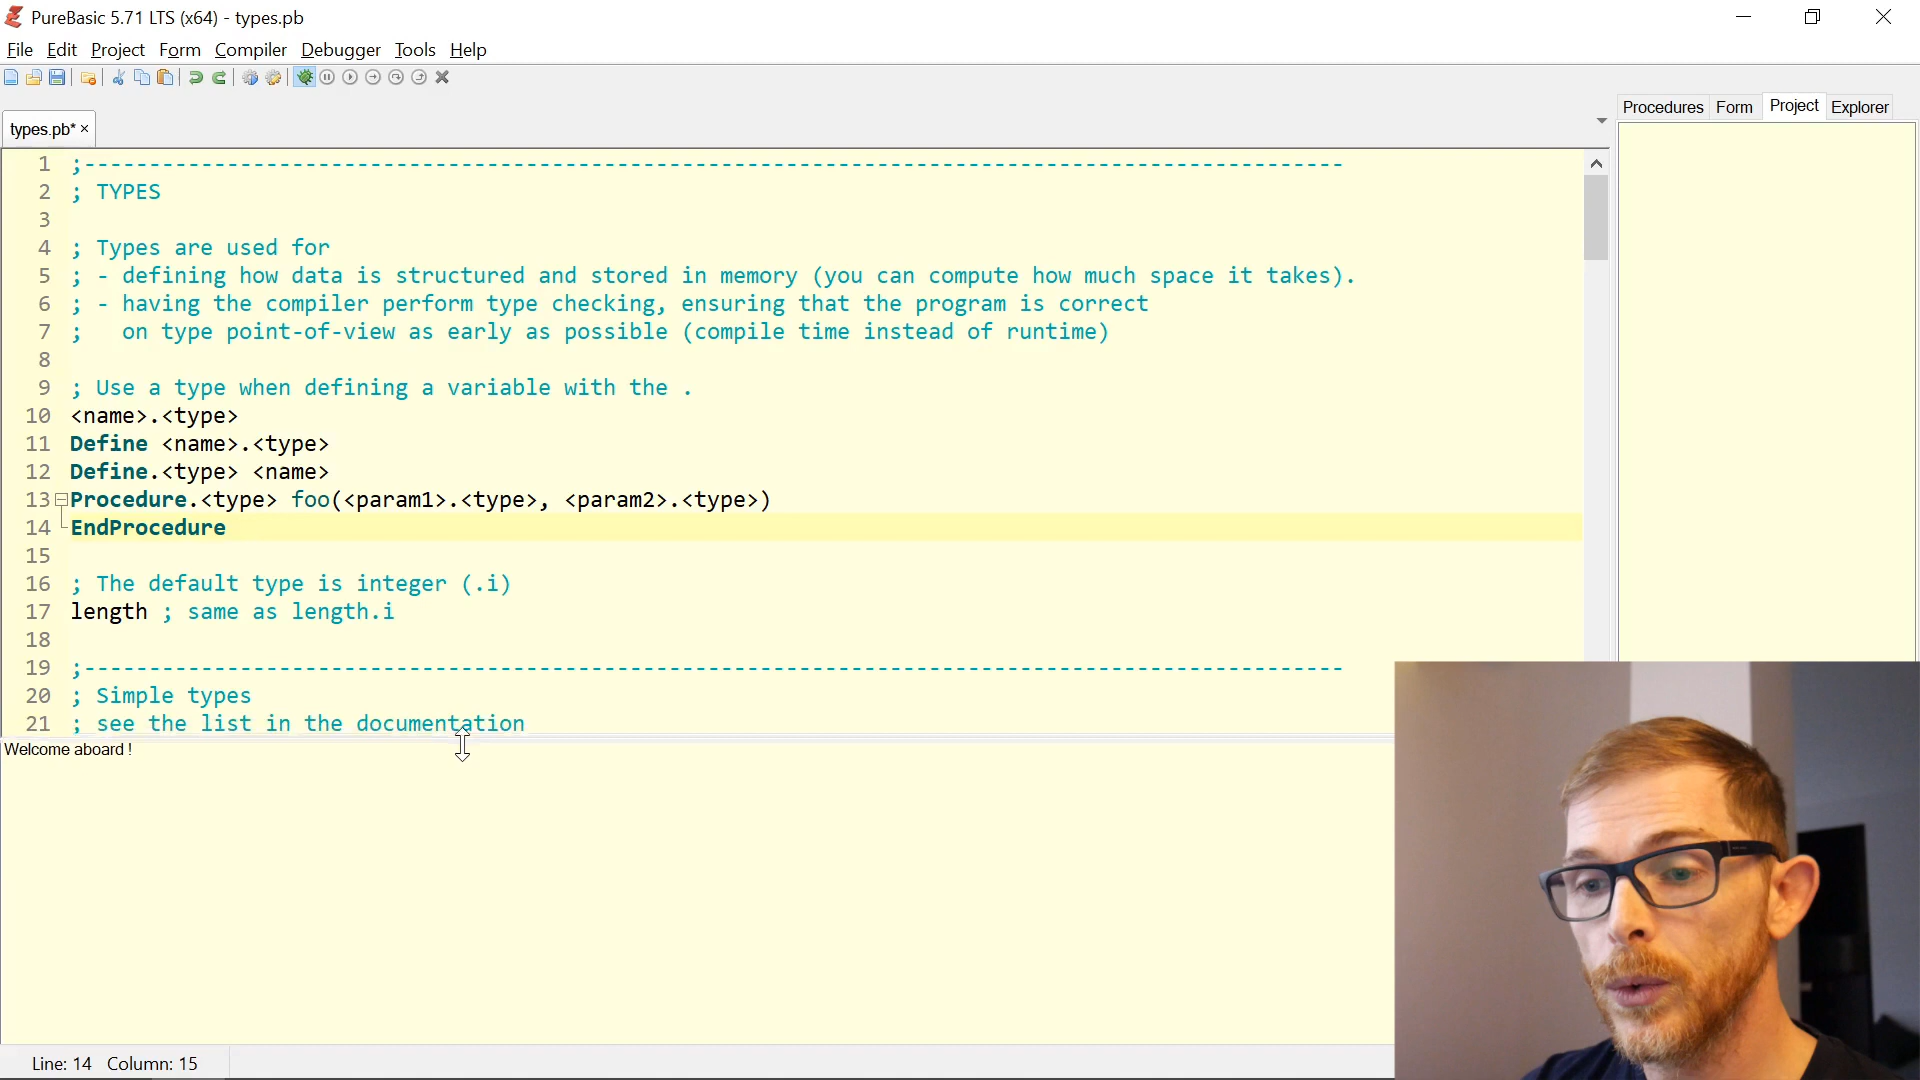 PureBasic 5.71 LTS (x64) - types.pb
File Edit Project Form Compiler Debugger Tools Help
types.pb* ×
Procedures Form Project Explorer
1 ;-------------------------------------------------------------------------------------------------
2 ; TYPES
3
4 ; Types are used for
5 ; - defining how data is structured and stored in memory (you can compute how much space it takes).
6 ; - having the compiler perform type checking, ensuring that the program is correct
7 ;   on type point-of-view as early as possible (compile time instead of runtime)
8
9 ; Use a type when defining a variable with the .
10 <name>.<type>
11 Define <name>.<type>
12 Define.<type> <name>
13 Procedure.<type> foo(<param1>.<type>, <param2>.<type>)
14 EndProcedure
15
16 ; The default type is integer (.i)
17 length ; same as length.i
18
19 ;-------------------------------------------------------------------------------------------------
20 ; Simple types
21 ; see the list in the documentation
Welcome aboard !
Line: 14 Column: 15